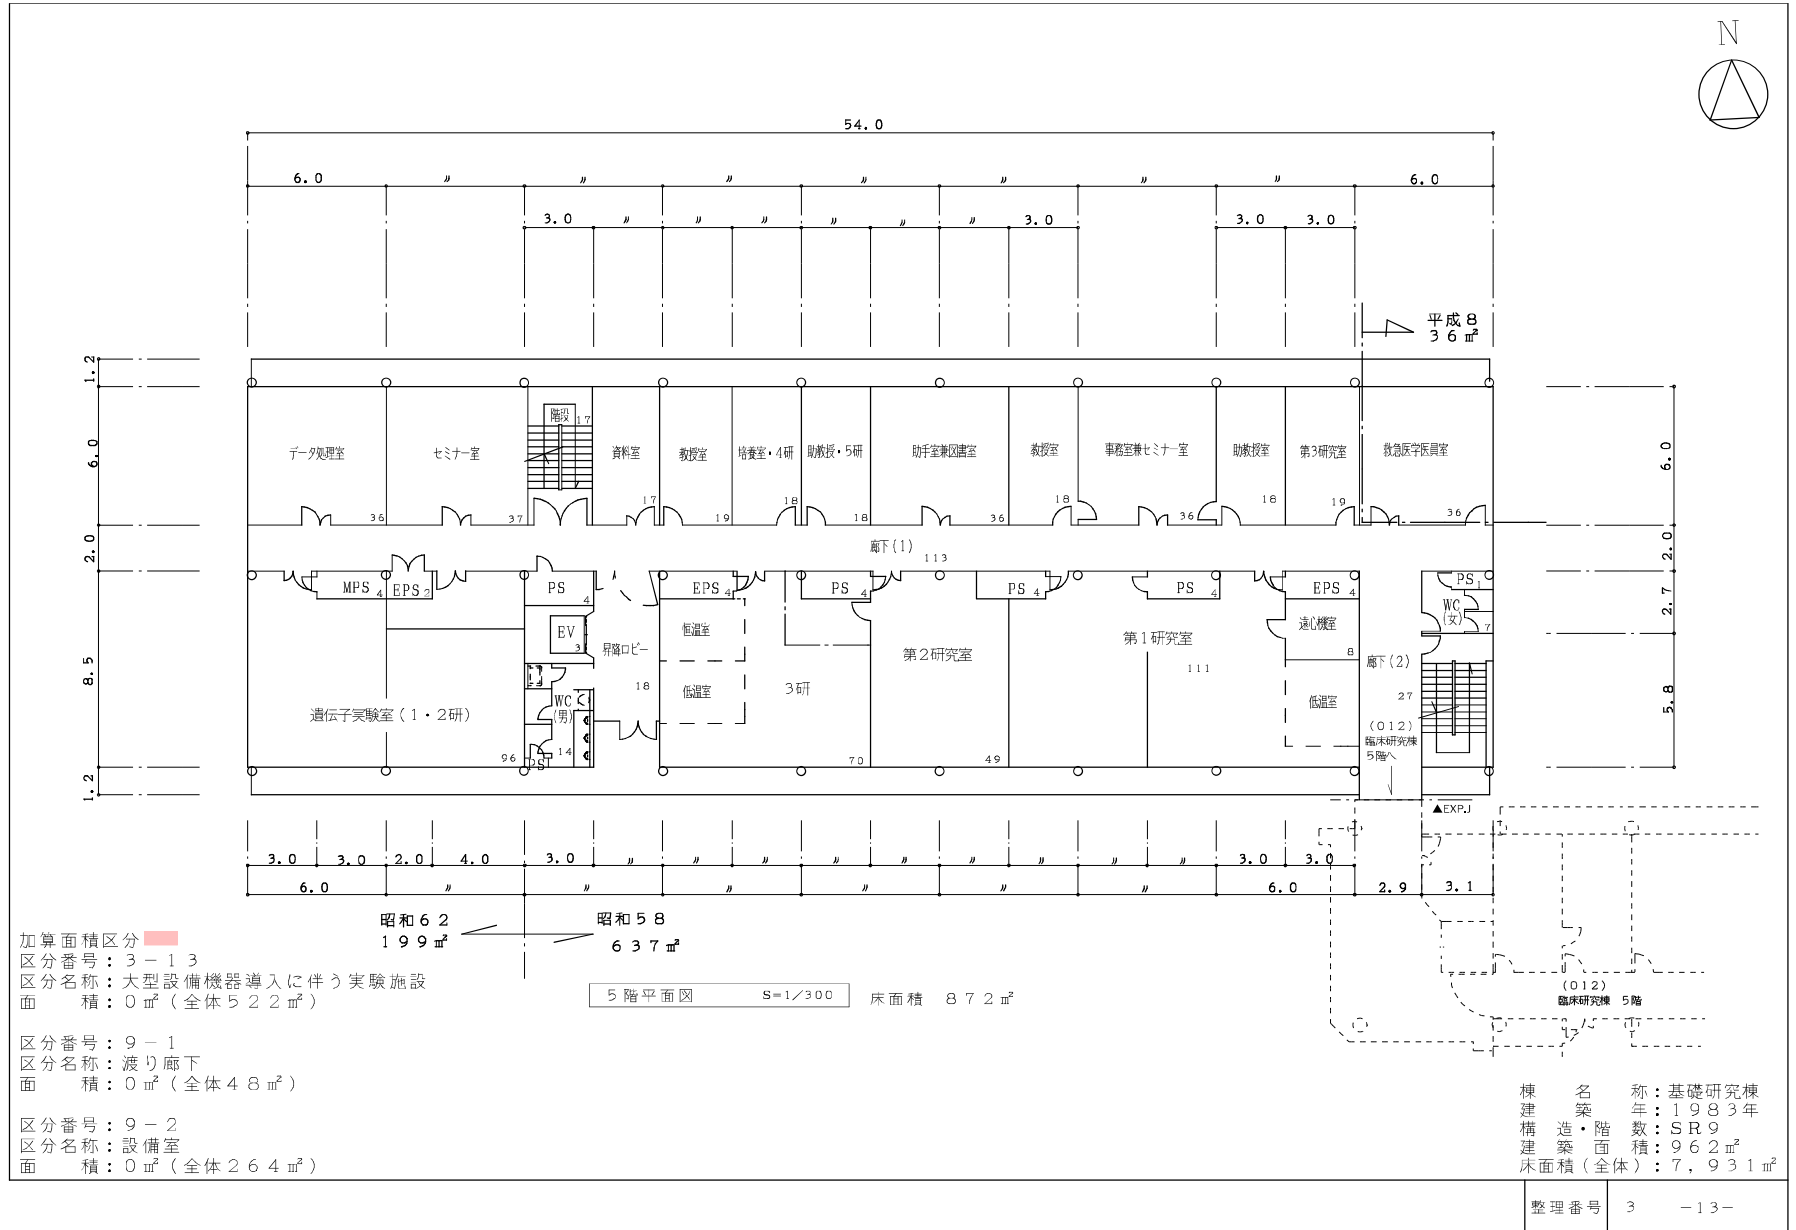 N
54.0
6.0 〃 〃 〃 〃 〃 〃 〃 6.0
3.0 〃 〃 〃 〃 〃 〃 3.0 3.0 3.0
平成8
36㎡
1.2
6.0
2.0
8.5
1.2
6.0
2.0
2.7
5.8
データ処理室 36
セミナー室 37
階段 17
資料室 17
教授室 19
培養室・4研 18
助教授・5研 18
助手室兼図書室 36
教授室 18
事務室兼セミナー室 36
助教授室 18
第3研究室 19
救急医学医員室 36
廊下(1) 113
MPS 4
EPS 2
PS 4
EPS 4
PS 4
PS 4
PS 4
EPS 4
PS 1
WC
(女) 7
EV 3
昇降ロビー 18
恒温室
低温室
3研 70
第2研究室 49
第1研究室 111
遠心機室 8
低温室
廊下(2) 27
遺伝子実験室(1・2研) 96
WC
(男) 14
PS
(012)
臨床研究棟
5階へ
▲EXP.J
3.0 3.0 2.0 4.0 3.0 〃 〃 〃 〃 〃 〃 〃 〃 〃 3.0 3.0
6.0 〃 〃 〃 〃 〃 〃 6.0 2.9 3.1
昭和62
199㎡
昭和58
637㎡
5階平面図 S=1/300 床面積 872㎡
(012)
臨床研究棟 5階
加算面積区分
区分番号:3-13
区分名称:大型設備機器導入に伴う実験施設
面 積:0㎡(全体522㎡)
区分番号:9-1
区分名称:渡り廊下
面 積:0㎡(全体48㎡)
区分番号:9-2
区分名称:設備室
面 積:0㎡(全体264㎡)
棟 名 称:基礎研究棟
建 築 年:1983年
構 造・階 数:SR9
建 築 面 積:962㎡
床面積(全体):7,931㎡
整理番号 3 -13-